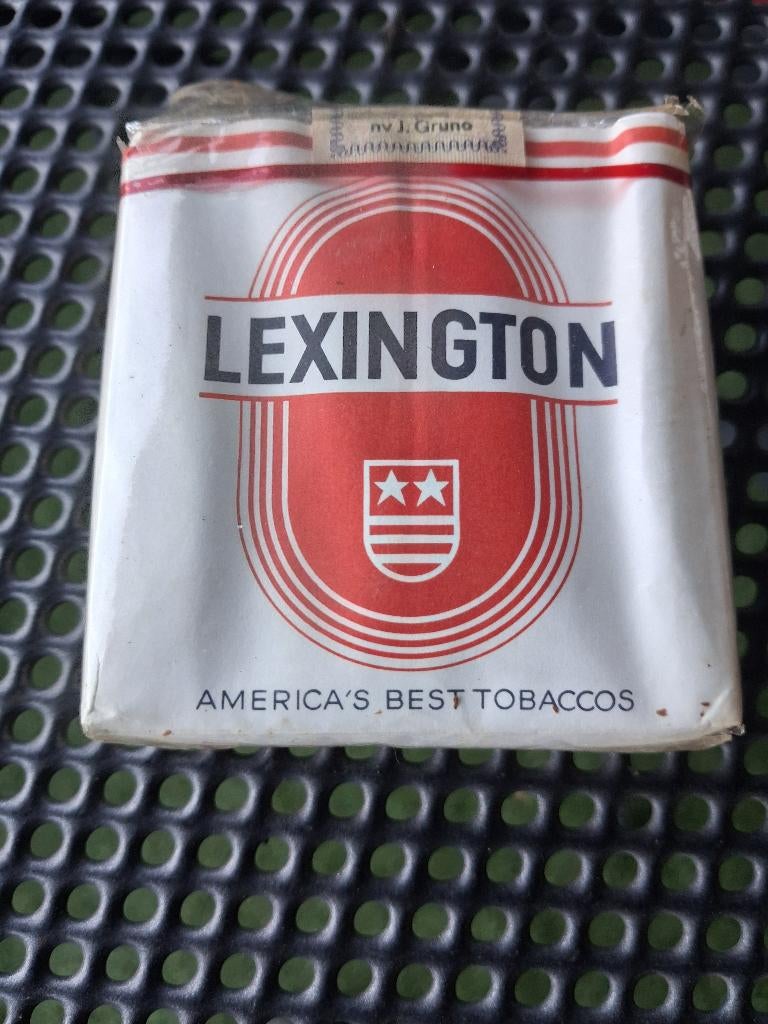 nv J. Gruno
LEXINGTON
AMERICA'S BEST TOBACCOS